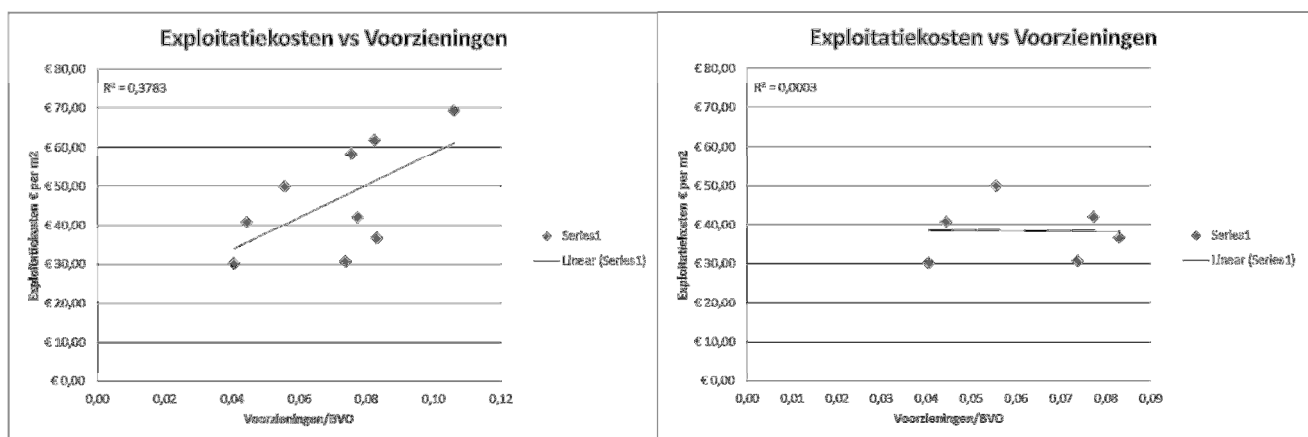 Exploitatiekosten vs Voorzieningen
€ 80,00
R² = 0,3783
€ 70,00
€ 60,00
€ 50,00
€ 40,00
€ 30,00
€ 20,00
€ 10,00
€ 0,00
Exploitatiekosten € per m2
0,00
0,02
0,04
0,06
0,08
0,10
0,12
Voorzieningen/BVO
Series1
Linear (Series1)
Exploitatiekosten vs Voorzieningen
€ 80,00
R² = 0,0003
€ 70,00
€ 60,00
€ 50,00
€ 40,00
€ 30,00
€ 20,00
€ 10,00
€ 0,00
Exploitatiekosten € per m2
0,00
0,01
0,02
0,03
0,04
0,05
0,06
0,07
0,08
0,09
Voorzieningen/BVO
Series1
Linear (Series1)